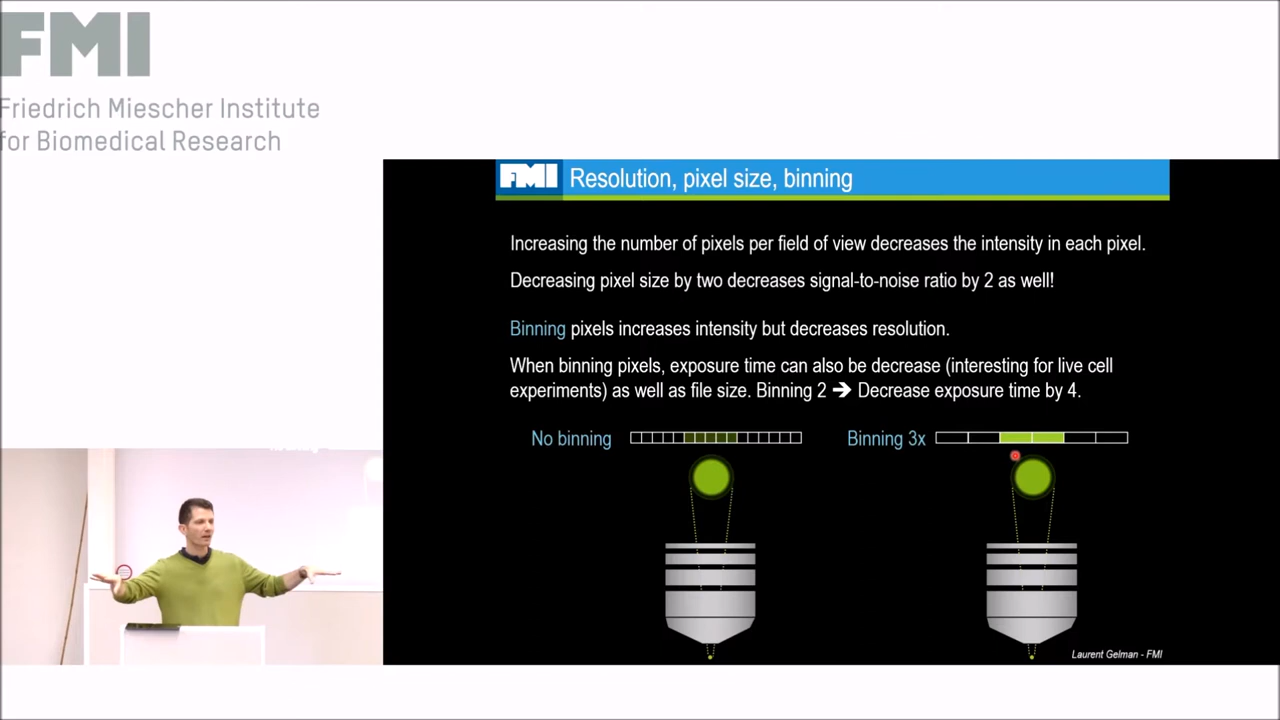 FMI
Friedrich Miescher Institute
for Biomedical Research
FMI Resolution, pixel size, binning
Increasing the number of pixels per field of view decreases the intensity in each pixel.
Decreasing pixel size by two decreases signal-to-noise ratio by 2 as well!
Binning pixels increases intensity but decreases resolution.
When binning pixels, exposure time can also be decrease (interesting for live cell
experiments) as well as file size. Binning 2 ➔ Decrease exposure time by 4.
No binning
Binning 3x
Laurent Gelman - FMI